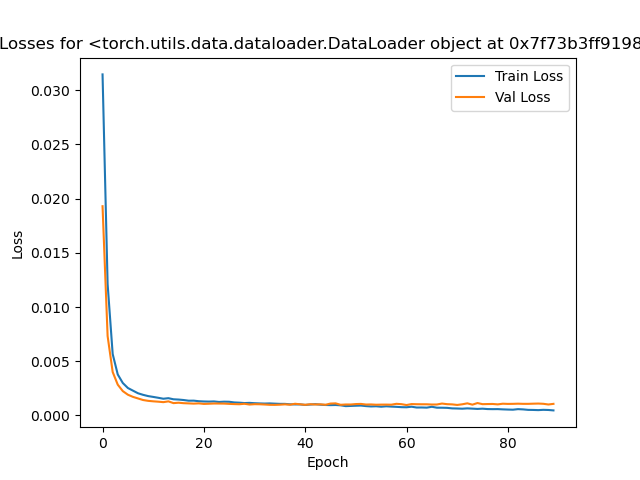 Losses for <torch.utils.data.dataloader.DataLoader object at 0x7f73b3ff9198
Train Loss
Val Loss
0.030
0.025
0.020
0.015
0.010
0.005
0.000
Loss
0 20 40 60 80
Epoch